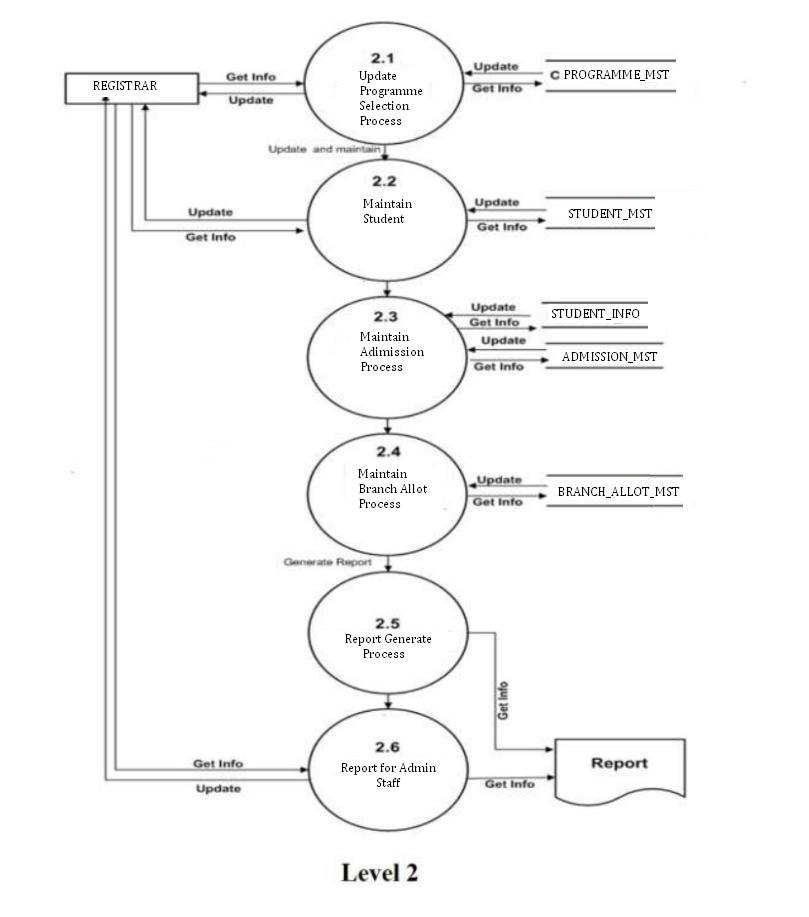 2.1
Update
Programme
Selection
Process
REGISTRAR
Get Info
Update
Update
C PROGRAMME_MST
Get Info
Update and maintain
2.2
Maintain
Student
Update
Get Info
Update
STUDENT_MST
Get Info
2.3
Maintain
Adimission
Process
Update
STUDENT_INFO
Get Info
Update
ADMISSION_MST
Get Info
2.4
Maintain
Branch Allot
Process
Update
BRANCH_ALLOT_MST
Get Info
Generate Report
2.5
Report Generate
Process
Get Info
2.6
Report for Admin
Staff
Get Info
Update
Report
Get Info
Level 2